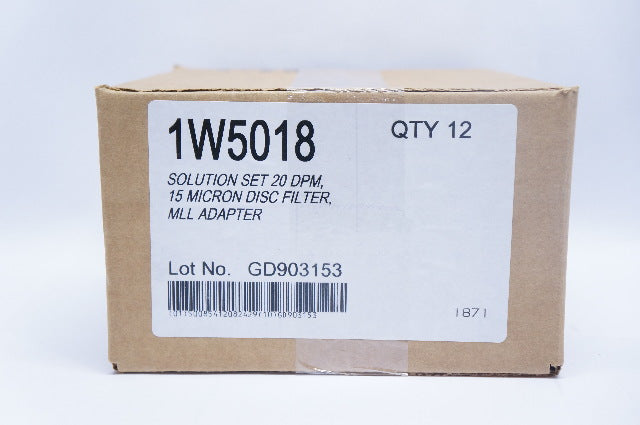 1W5018
QTY 12
SOLUTION SET 20 DPM,
15 MICRON DISC FILTER,
MLL ADAPTER
Lot No. GD903153
1871